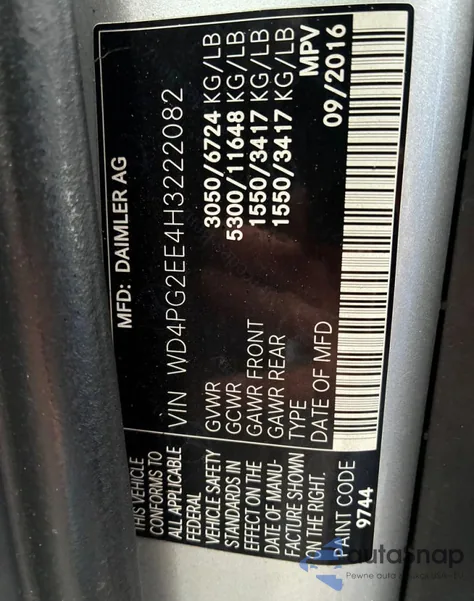 MFD: DAIMLER AG
VIN WD4PG2EE4H3222082
GVWR 3050/6724 KG/LB
GCWR 5300/11648 KG/LB
GAWR FRONT 1550/3417 KG/LB
GAWR REAR 1550/3417 KG/LB
TYPE MPV
DATE OF MFD 09/2016
THIS VEHICLE
CONFORMS TO
ALL APPLICABLE
FEDERAL
VEHICLE SAFETY
STANDARDS IN
EFFECT ON THE
DATE OF MANU-
FACTURE SHOWN
ON THE RIGHT.
PAINT CODE
9744
autoSnap
Pewne auta